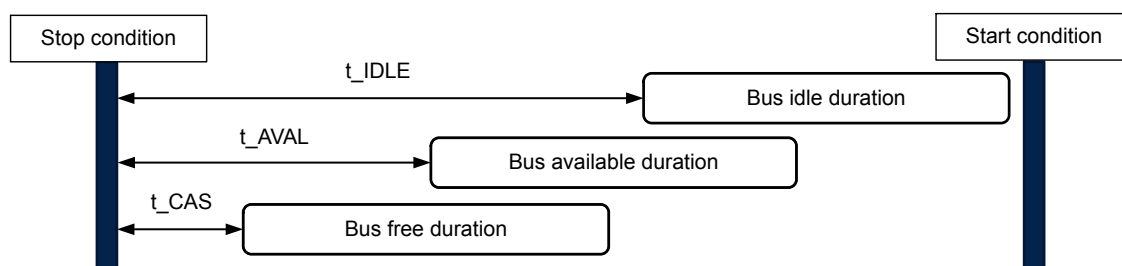 Stop condition
Start condition
t_IDLE
Bus idle duration
t_AVAL
Bus available duration
t_CAS
Bus free duration